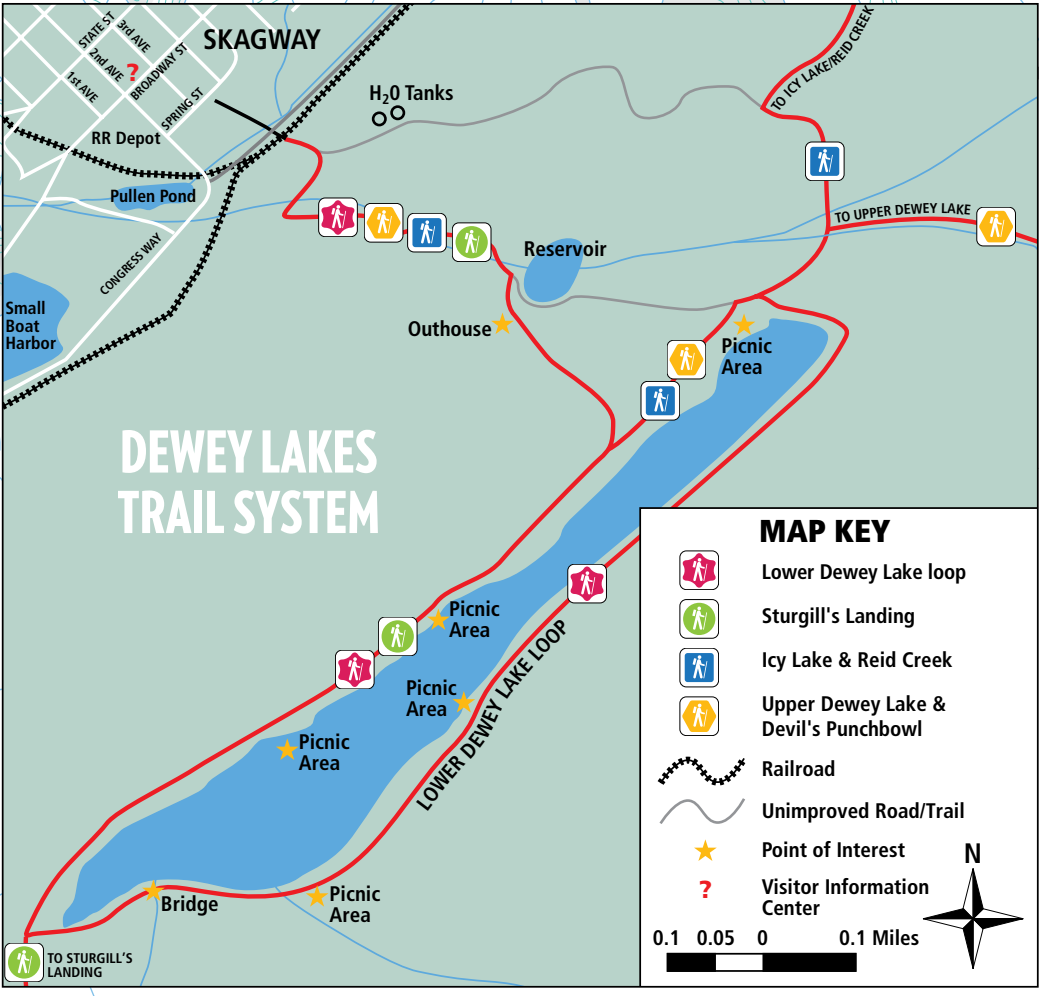 SKAGWAY
STATE ST
3rd AVE
2nd AVE
?
BROADWAY ST
1st AVE
SPRING ST
RR Depot
H20 Tanks
TO ICY LAKE/REID CREEK
Pullen Pond
TO UPPER DEWEY LAKE
CONGRESS WAY
Reservoir
Small
Boat
Harbor
Outhouse
Picnic
Area
DEWEY LAKES
TRAIL SYSTEM
Picnic
Area
Picnic
Area
Picnic
Area
LOWER DEWEY LAKE LOOP
Bridge
Picnic
Area
TO STURGILL'S
LANDING
MAP KEY
Lower Dewey Lake loop
Sturgill's Landing
Icy Lake & Reid Creek
Upper Dewey Lake &
Devil's Punchbowl
Railroad
Unimproved Road/Trail
Point of Interest
?
Visitor Information
Center
N
0.1 0.05 0 0.1 Miles